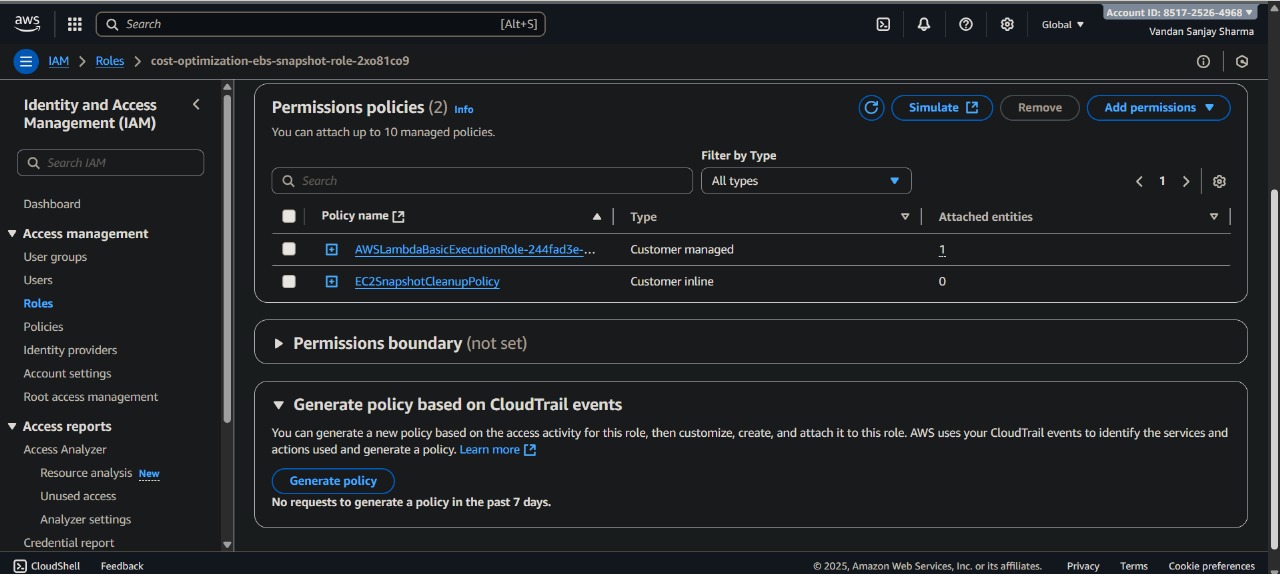 aws
Search [Alt+S]
Global
Account ID: 8517-2526-4968
Vandan Sanjay Sharma
IAM > Roles > cost-optimization-ebs-snapshot-role-2xo81co9
Identity and Access
Management (IAM)
Search IAM
Dashboard
Access management
User groups
Users
Roles
Policies
Identity providers
Account settings
Root access management
Access reports
Access Analyzer
Resource analysis New
Unused access
Analyzer settings
Credential report
Permissions policies (2) Info
Simulate
Remove
Add permissions
You can attach up to 10 managed policies.
Filter by Type
Search
All types
1
Policy name
Type
Attached entities
AWSLambdaBasicExecutionRole-244fad3e-... Customer managed 1
EC2SnapshotCleanupPolicy Customer inline 0
Permissions boundary (not set)
Generate policy based on CloudTrail events
You can generate a new policy based on the access activity for this role, then customize, create, and attach it to this role. AWS uses your CloudTrail events to identify the services and
actions used and generate a policy. Learn more
Generate policy
No requests to generate a policy in the past 7 days.
CloudShell Feedback © 2025, Amazon Web Services, Inc. or its affiliates. Privacy Terms Cookie preferences